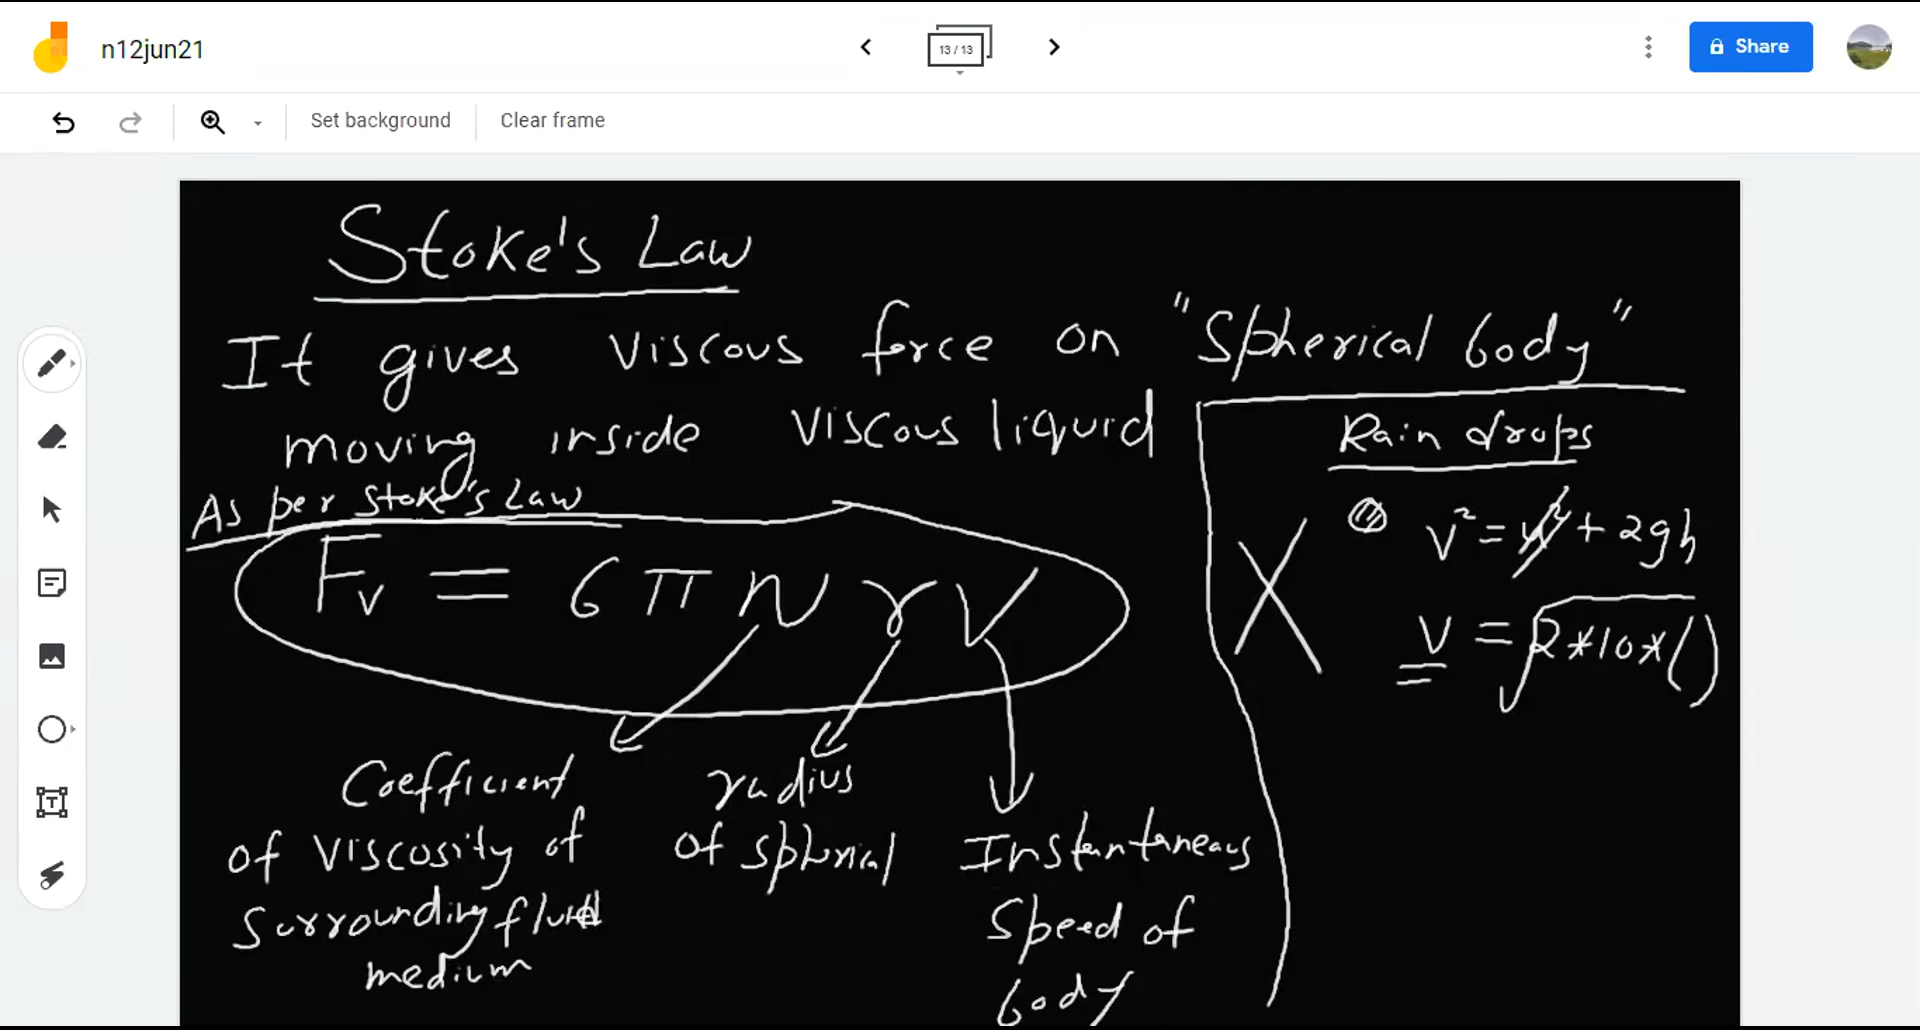 n12jun21
13 / 13
Share
Set background
Clear frame
Stoke's Law
It gives viscous force on "Spherical body"
moving inside viscous liquid
As per Stoke's Law
Fv = 6 π η r v
Coefficient
of viscosity of
surrounding fluid
medium
radius
of spherical
Instantaneous
Speed of
body
Rain drops
v² = u² + 2gh
v = √2*10*()